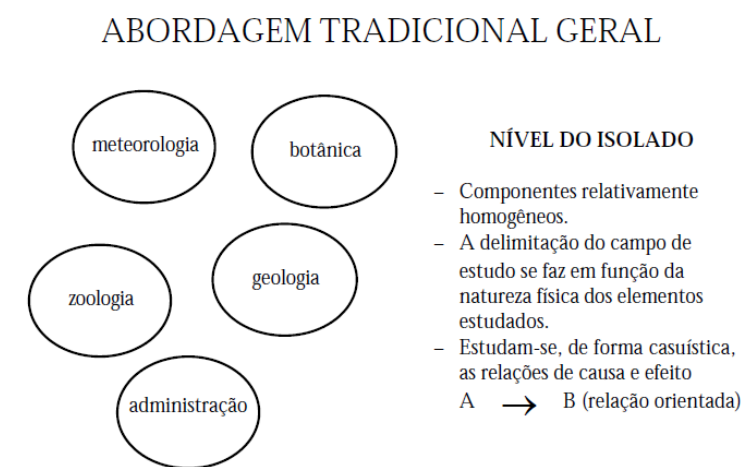 ABORDAGEM TRADICIONAL GERAL
meteorologia
botânica
geologia
zoologia
administração
NÍVEL DO ISOLADO
– Componentes relativamente
homogêneos.
– A delimitação do campo de
estudo se faz em função da
natureza física dos elementos
estudados.
– Estudam-se, de forma casuística,
as relações de causa e efeito
A → B (relação orientada)